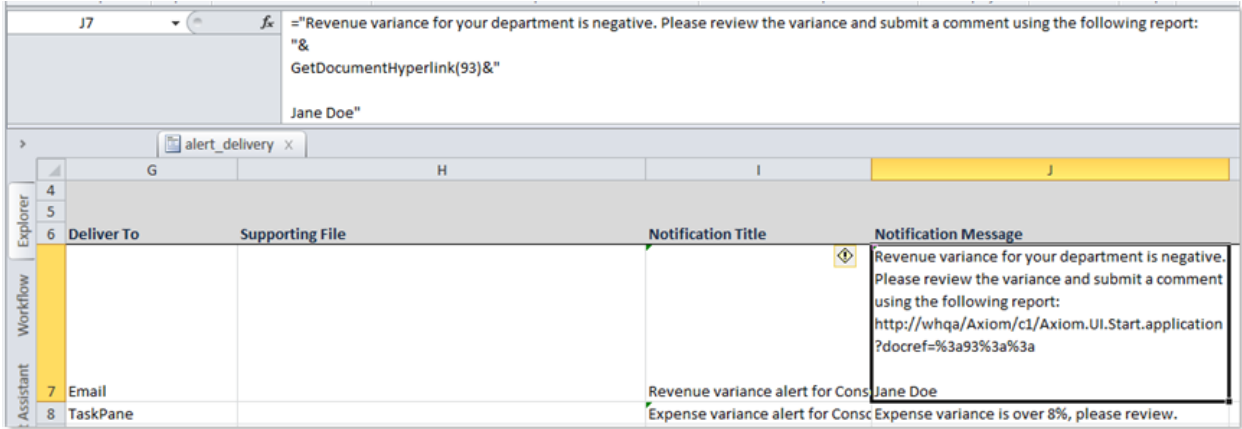 J7
fx
="Revenue variance for your department is negative. Please review the variance and submit a comment using the following report:
"&
GetDocumentHyperlink(93)&"
Jane Doe"
alert_delivery X
G H I J
4
5
6 Deliver To Supporting File Notification Title Notification Message
Revenue variance for your department is negative.
Please review the variance and submit a comment
using the following report:
http://whqa/Axiom/c1/Axiom.UI.Start.application
?docref=%3a93%3a%3a
7 Email Revenue variance alert for Cons Jane Doe
8 TaskPane Expense variance alert for Conso Expense variance is over 8%, please review.
Explorer
Workflow
Assistant